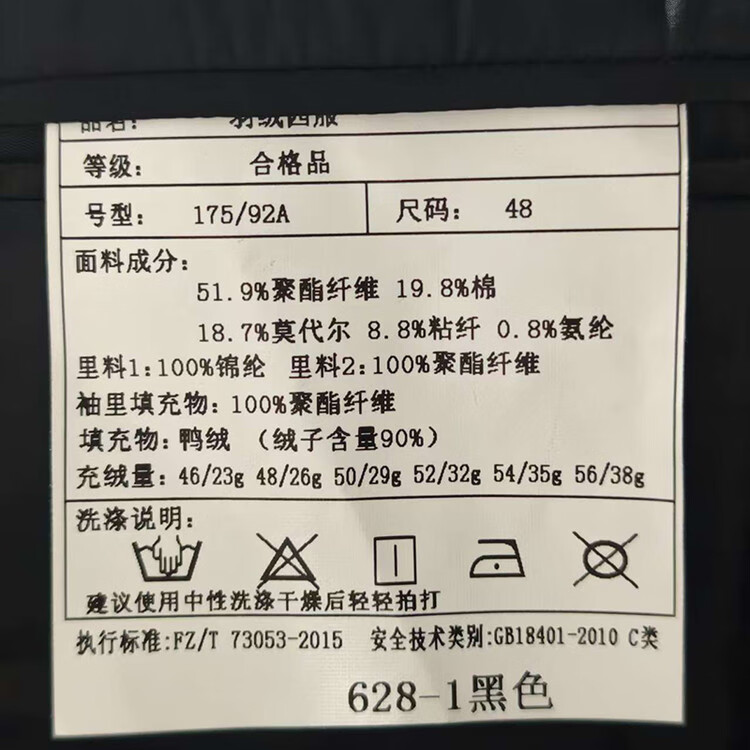 品名： 羽绒西服
等级： 合格品
号型： 175/92A 尺码： 48
面料成分：
51.9%聚酯纤维 19.8%棉
18.7%莫代尔 8.8%粘纤 0.8%氨纶
里料1:100%锦纶 里料2:100%聚酯纤维
袖里填充物: 100%聚酯纤维
填充物: 鸭绒 （绒子含量90%）
充绒量: 46/23g 48/26g 50/29g 52/32g 54/35g 56/38g
洗涤说明:
建议使用中性洗涤干燥后轻轻拍打
执行标准:FZ/T 73053-2015 安全技术类别:GB18401-2010 C类
628-1黑色